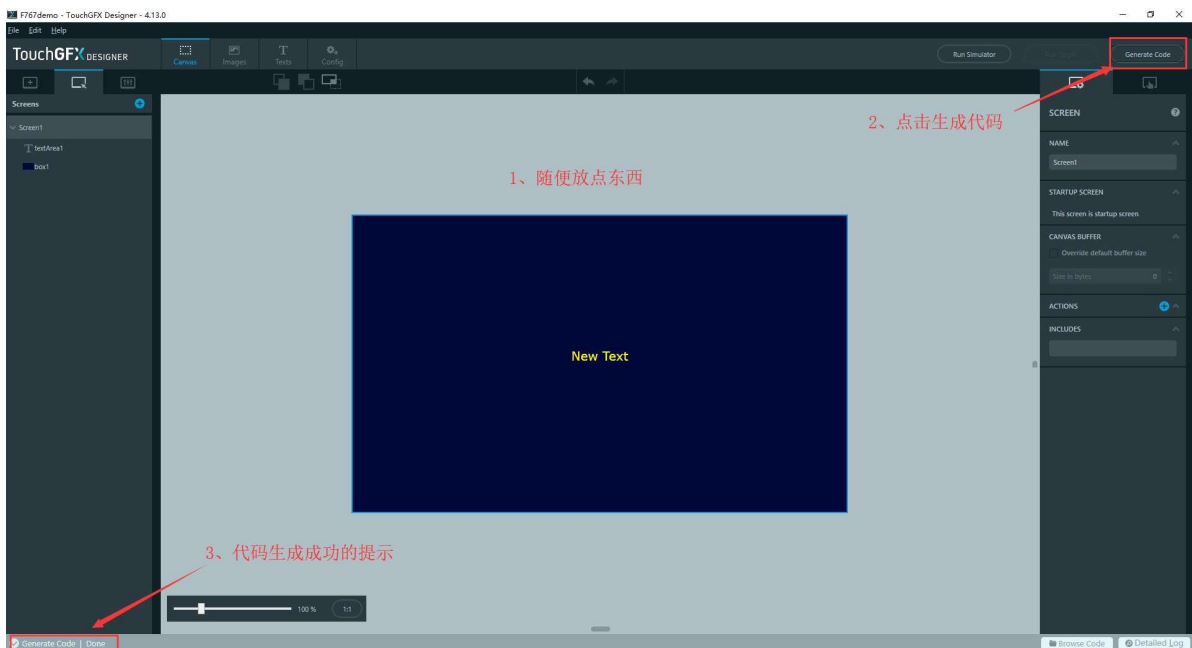 F767demo - TouchGFX Designer - 4.13.0
File Edit Help
TouchGFX DESIGNER
Canvas
Images
Texts
Config
Run Simulator
Generate Code
Screens
Screen1
textArea1
box1
2、点击生成代码
1、随便放点东西
New Text
3、代码生成成功的提示
100 %
1:1
SCREEN
NAME
Screen1
STARTUP SCREEN
This screen is startup screen
CANVAS BUFFER
Override default buffer size
Size in bytes 0
ACTIONS
INCLUDES
Generate Code | Done
Browse Code
Detailed Log